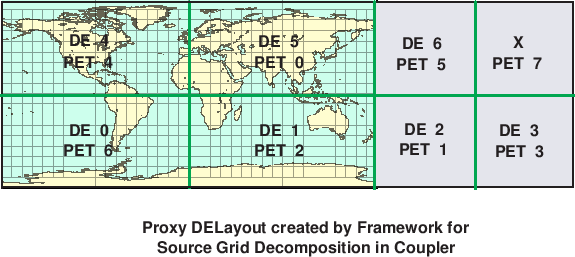 DE 4
PET 4
DE 5
PET 0
DE 6
PET 5
X
PET 7
DE 0
PET 6
DE 1
PET 2
DE 2
PET 1
DE 3
PET 3
Proxy DELayout created by Framework for
Source Grid Decomposition in Coupler